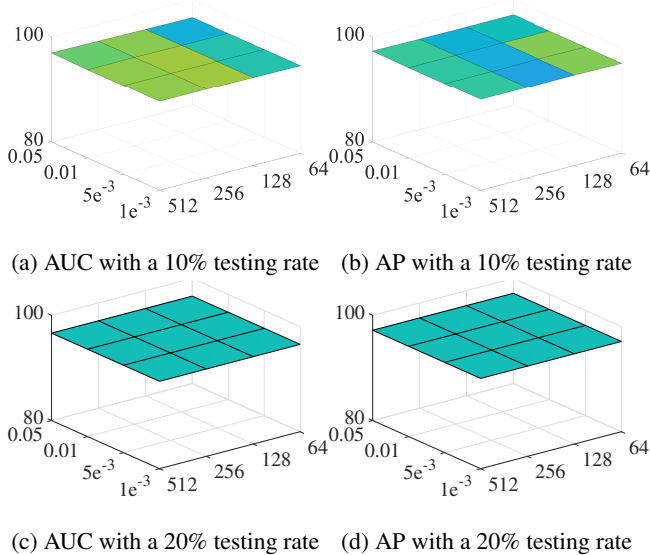 100
80
0.05
0.01
5e⁻³
1e⁻³
512
256
128
64
100
80
0.05
0.01
5e⁻³
1e⁻³
512
256
128
64
(a) AUC with a 10% testing rate
(b) AP with a 10% testing rate
100
80
0.05
0.01
5e⁻³
1e⁻³
512
256
128
64
100
80
0.05
0.01
5e⁻³
1e⁻³
512
256
128
64
(c) AUC with a 20% testing rate
(d) AP with a 20% testing rate